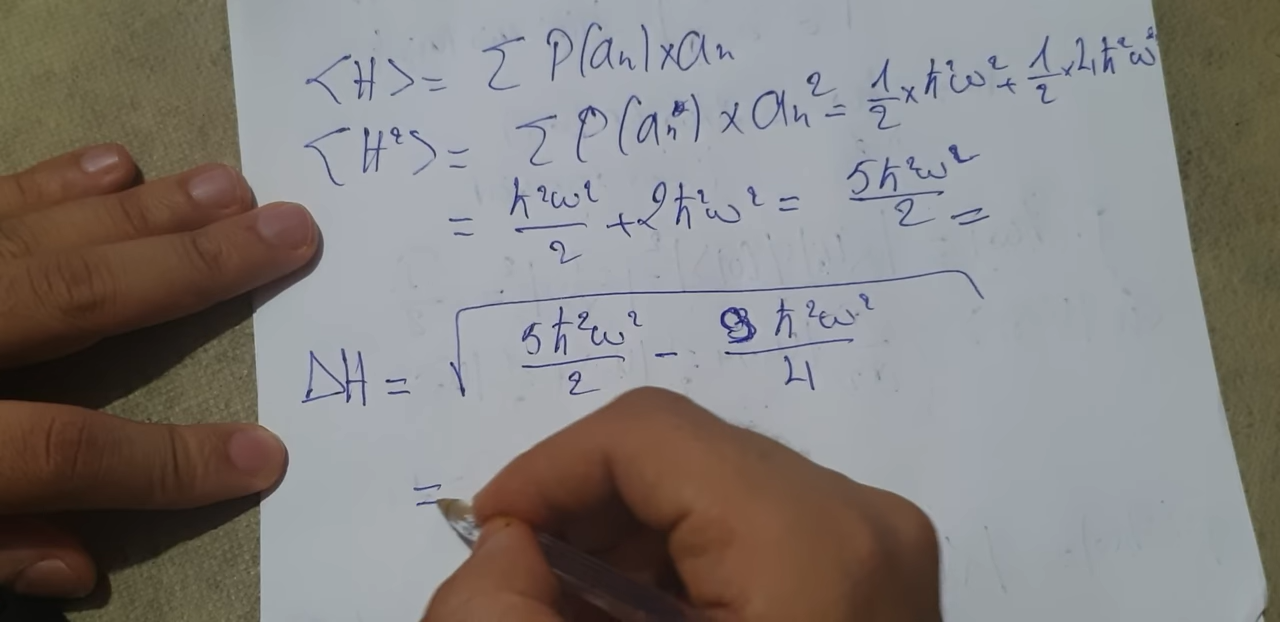 <H> = Σ P(aₙ) × aₙ
<H²> = Σ P(aₙ²) × aₙ² = 1/2 × ℏ²ω² + 1/2 × 4ℏ²ω²
= ℏ²ω²/2 + 2ℏ²ω² = 5ℏ²ω²/2 =
ΔH = √(5ℏ²ω²/2 - 9ℏ²ω²/4)
=